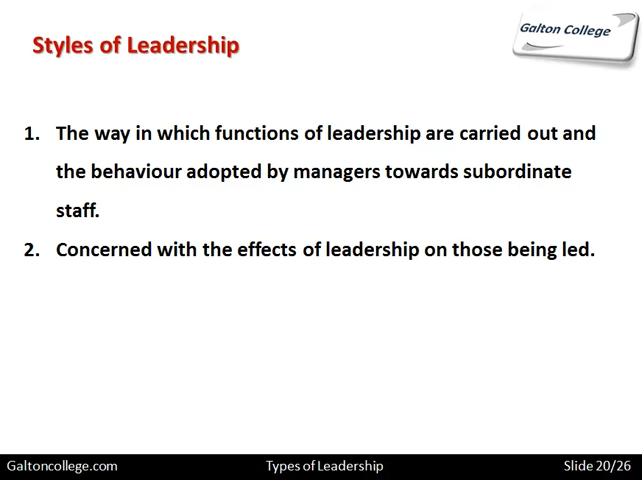 Styles of Leadership
Galton College
1. The way in which functions of leadership are carried out and
the behaviour adopted by managers towards subordinate
staff.
2. Concerned with the effects of leadership on those being led.
Galtoncollege.com
Types of Leadership
Slide 20/26